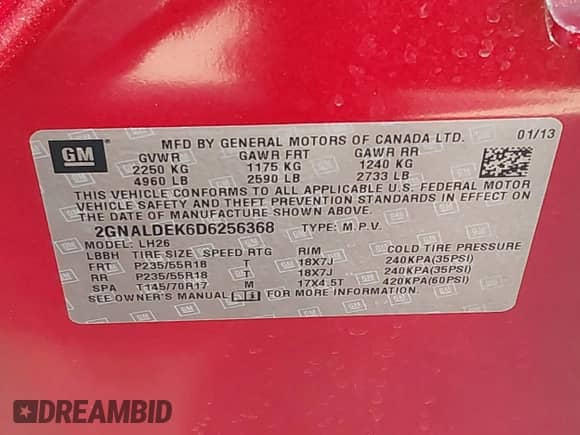 GM
MFD BY GENERAL MOTORS OF CANADA LTD. 01/13
GVWR GAWR FRT GAWR RR
2250 KG 1175 KG 1240 KG
4960 LB 2590 LB 2733 LB
THIS VEHICLE CONFORMS TO ALL APPLICABLE U.S. FEDERAL MOTOR
VEHICLE SAFETY AND THEFT PREVENTION STANDARDS IN EFFECT ON
THE DATE OF MANUFACTURE SHOWN ABOVE.
2GNALDEK6D6256368 TYPE: M.P.V.
MODEL: LH26
LBBH TIRE SIZE SPEED RTG RIM COLD TIRE PRESSURE
FRT P235/55R18 T 18X7J 240KPA(35PSI)
RR P235/55R18 T 18X7J 240KPA(35PSI)
SPA T145/70R17 M 17X4.5T 420KPA(60PSI)
SEE OWNER'S MANUAL FOR MORE INFORMATION.
DREAMBID